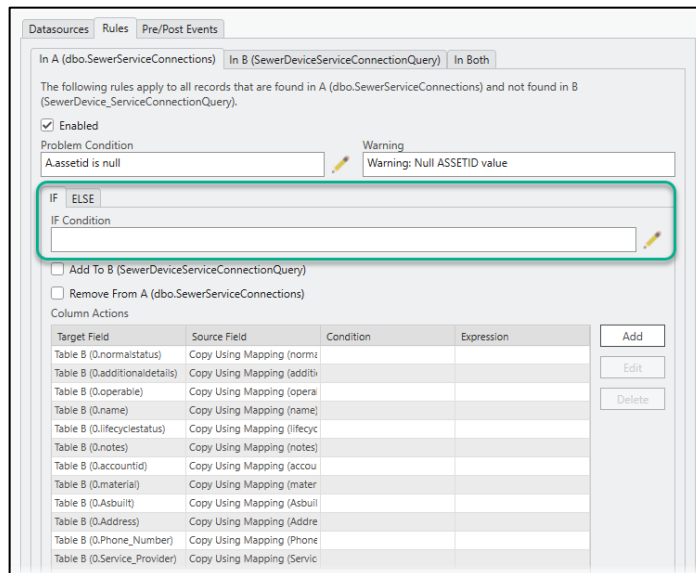 Datasources Rules Pre/Post Events
In A (dbo.SewerServiceConnections) In B (SewerDeviceServiceConnectionQuery) In Both
The following rules apply to all records that are found in A (dbo.SewerServiceConnections) and not found in B
(SewerDevice_ServiceConnectionQuery).
Enabled
Problem Condition Warning
A.assetid is null Warning: Null ASSETID value
IF ELSE
IF Condition
Add To B (SewerDeviceServiceConnectionQuery)
Remove From A (dbo.SewerServiceConnections)
Column Actions
Target Field Source Field Condition Expression Add
Table B (0.normalstatus) Copy Using Mapping (norma
Table B (0.additionaldetails) Copy Using Mapping (additi Edit
Table B (0.operable) Copy Using Mapping (operal
Table B (0.name) Copy Using Mapping (name) Delete
Table B (0.lifecyclestatus) Copy Using Mapping (lifecyc
Table B (0.notes) Copy Using Mapping (notes)
Table B (0.accountid) Copy Using Mapping (accou
Table B (0.material) Copy Using Mapping (mater
Table B (0.Asbuilt) Copy Using Mapping (Asbuil
Table B (0.Address) Copy Using Mapping (Addre
Table B (0.Phone_Number) Copy Using Mapping (Phone
Table B (0.Service_Provider) Copy Using Mapping (Servic